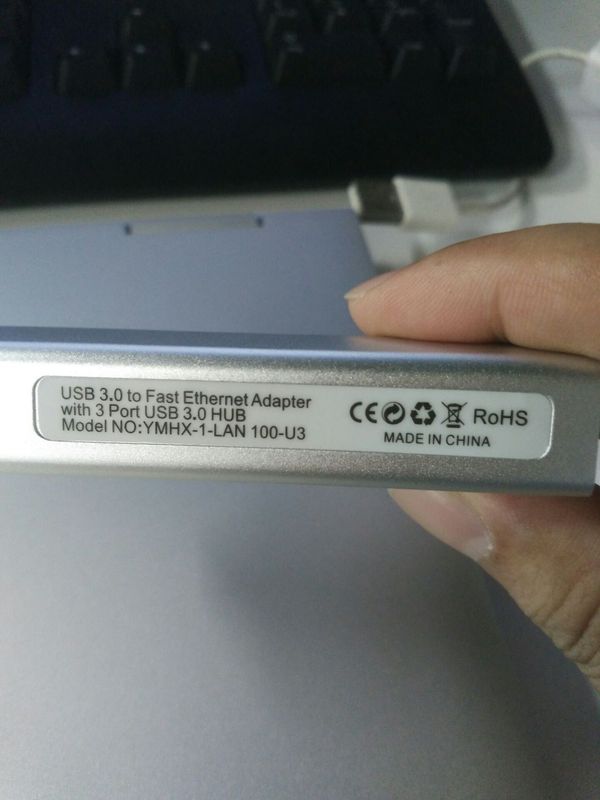 USB 3.0 to Fast Ethernet Adapter
with 3 Port USB 3.0 HUB
Model NO:YMHX-1-LAN 100-U3
CE RoHS
MADE IN CHINA